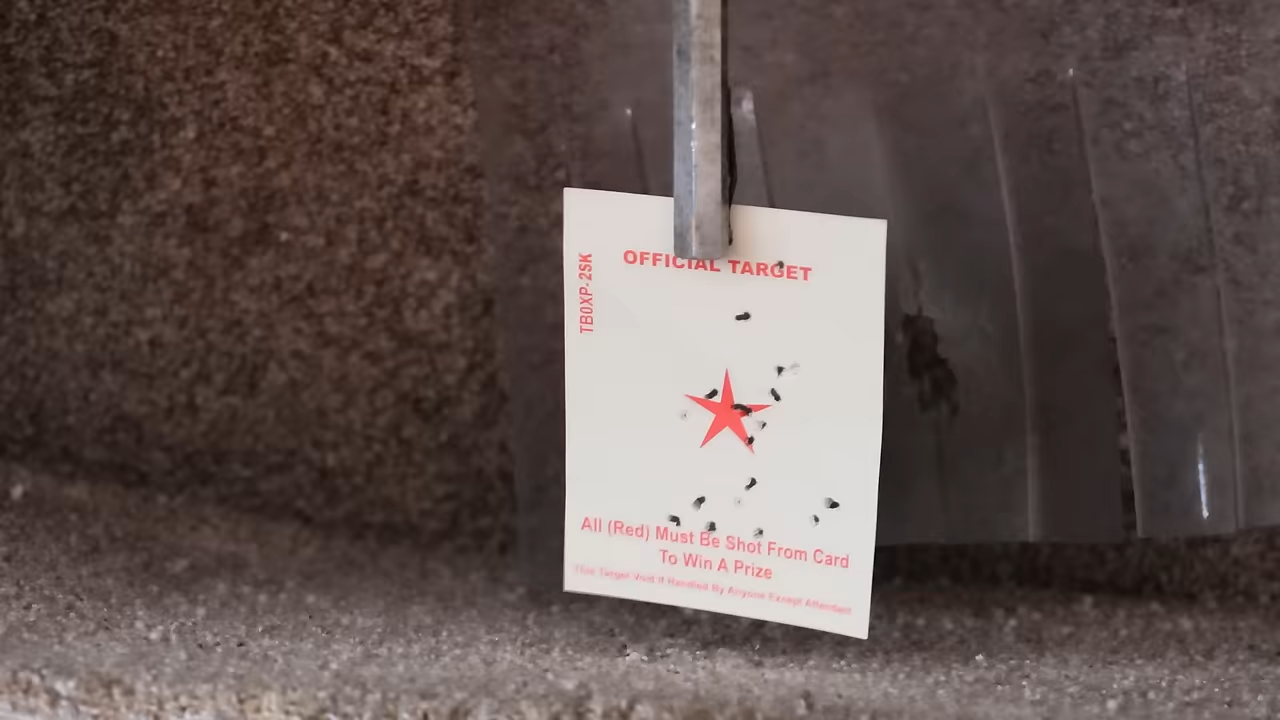 OFFICIAL TARGET
TB0XP-2SK
All (Red) Must Be Shot From Card
To Win A Prize
This Target Void If Handled By Anyone Except Attendant